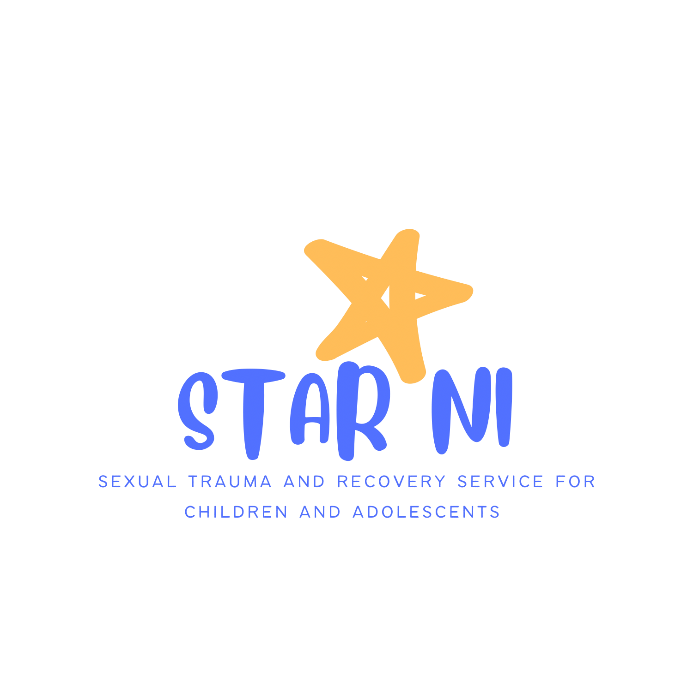 STAR NI
SEXUAL TRAUMA AND RECOVERY SERVICE FOR
CHILDREN AND ADOLESCENTS